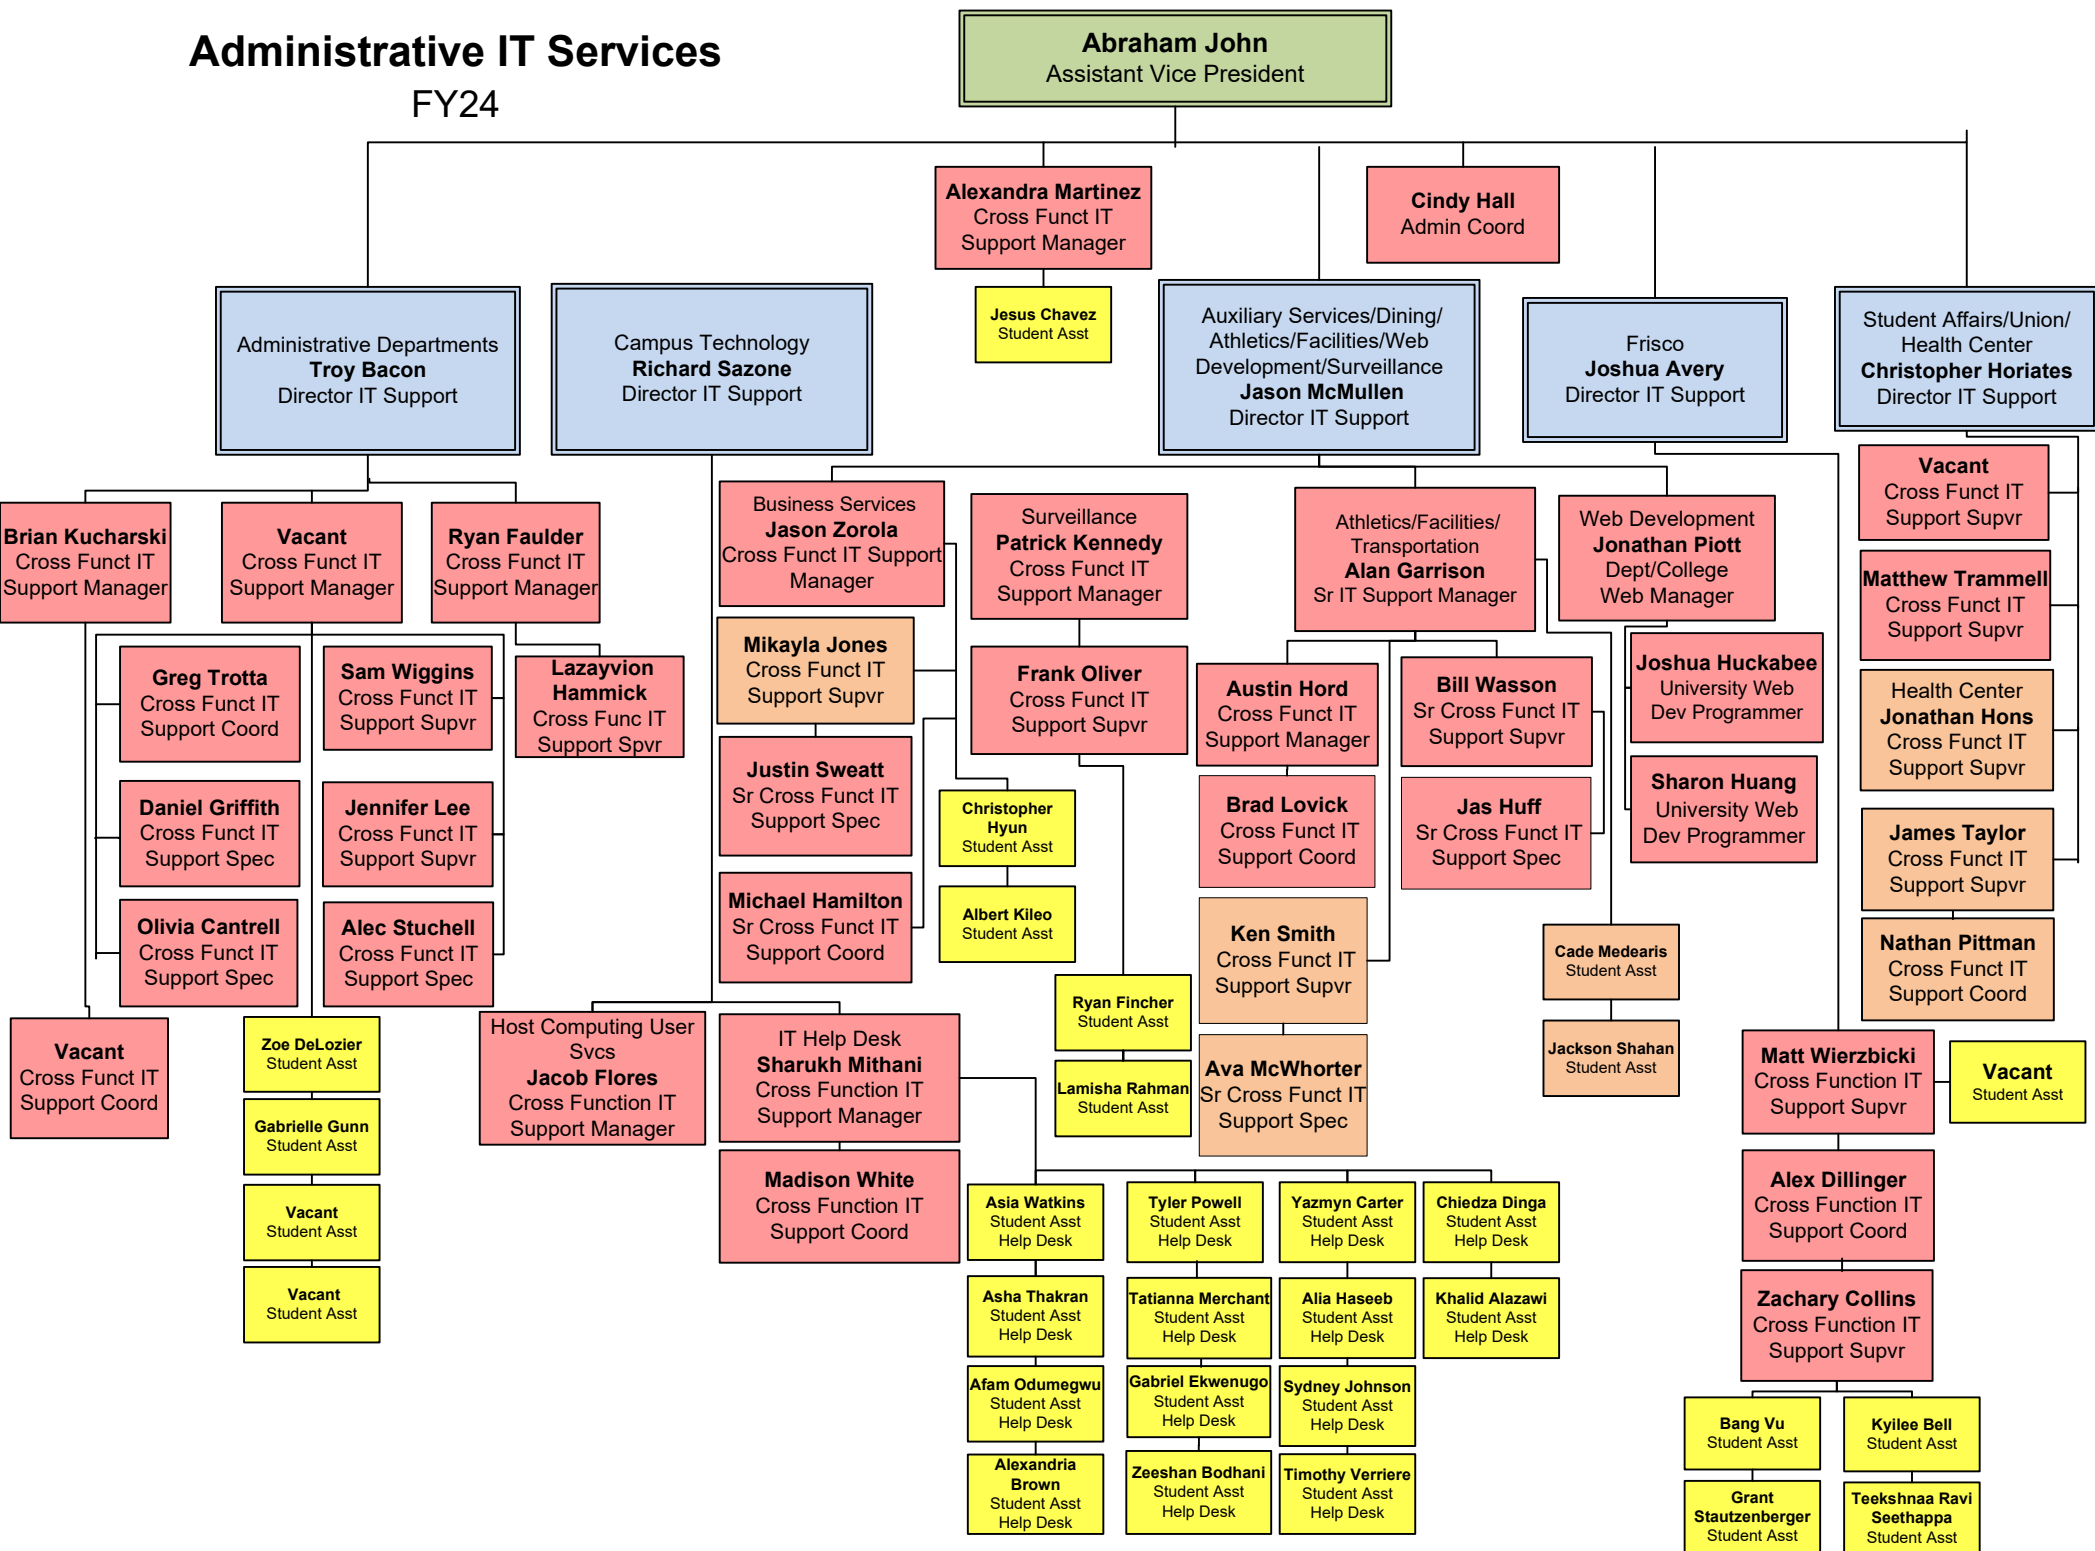 Administrative IT Services
FY24
Abraham John
Assistant Vice President
Alexandra Martinez
Cross Funct IT
Support Manager
Cindy Hall
Admin Coord
Jesus Chavez
Student Asst
Administrative Departments
Troy Bacon
Director IT Support
Campus Technology
Richard Sazone
Director IT Support
Auxiliary Services/Dining/
Athletics/Facilities/Web
Development/Surveillance
Jason McMullen
Director IT Support
Frisco
Joshua Avery
Director IT Support
Student Affairs/Union/
Health Center
Christopher Horiates
Director IT Support
Brian Kucharski
Cross Funct IT
Support Manager
Vacant
Cross Funct IT
Support Manager
Ryan Faulder
Cross Funct IT
Support Manager
Business Services
Jason Zorola
Cross Funct IT Support
Manager
Surveillance
Patrick Kennedy
Cross Funct IT
Support Manager
Athletics/Facilities/
Transportation
Alan Garrison
Sr IT Support Manager
Web Development
Jonathan Piott
Dept/College
Web Manager
Vacant
Cross Funct IT
Support Supvr
Matthew Trammell
Cross Funct IT
Support Supvr
Health Center
Jonathan Hons
Cross Funct IT
Support Supvr
James Taylor
Cross Funct IT
Support Supvr
Nathan Pittman
Cross Funct IT
Support Coord
Greg Trotta
Cross Funct IT
Support Coord
Sam Wiggins
Cross Funct IT
Support Supvr
Lazayvion
Hammick
Cross Func IT
Support Spvr
Mikayla Jones
Cross Funct IT
Support Supvr
Frank Oliver
Cross Funct IT
Support Supvr
Austin Hord
Cross Funct IT
Support Manager
Bill Wasson
Sr Cross Funct IT
Support Supvr
Joshua Huckabee
University Web
Dev Programmer
Sharon Huang
University Web
Dev Programmer
Daniel Griffith
Cross Funct IT
Support Spec
Jennifer Lee
Cross Funct IT
Support Supvr
Justin Sweatt
Sr Cross Funct IT
Support Spec
Christopher
Hyun
Student Asst
Brad Lovick
Cross Funct IT
Support Coord
Jas Huff
Sr Cross Funct IT
Support Spec
Olivia Cantrell
Cross Funct IT
Support Spec
Alec Stuchell
Cross Funct IT
Support Spec
Michael Hamilton
Sr Cross Funct IT
Support Coord
Albert Kileo
Student Asst
Ken Smith
Cross Funct IT
Support Supvr
Cade Medearis
Student Asst
Vacant
Cross Funct IT
Support Coord
Zoe DeLozier
Student Asst
Gabrielle Gunn
Student Asst
Vacant
Student Asst
Vacant
Student Asst
Host Computing User
Svcs
Jacob Flores
Cross Function IT
Support Manager
IT Help Desk
Sharukh Mithani
Cross Function IT
Support Manager
Madison White
Cross Function IT
Support Coord
Ryan Fincher
Student Asst
Lamisha Rahman
Student Asst
Ava McWhorter
Sr Cross Funct IT
Support Spec
Jackson Shahan
Student Asst
Matt Wierzbicki
Cross Function IT
Support Supvr
Vacant
Student Asst
Alex Dillinger
Cross Function IT
Support Coord
Zachary Collins
Cross Function IT
Support Supvr
Asia Watkins
Student Asst
Help Desk
Tyler Powell
Student Asst
Help Desk
Yazmyn Carter
Student Asst
Help Desk
Chiedza Dinga
Student Asst
Help Desk
Asha Thakran
Student Asst
Help Desk
Tatianna Merchant
Student Asst
Help Desk
Alia Haseeb
Student Asst
Help Desk
Khalid Alazawi
Student Asst
Help Desk
Afam Odumegwu
Student Asst
Help Desk
Gabriel Ekwenugo
Student Asst
Help Desk
Sydney Johnson
Student Asst
Help Desk
Alexandria
Brown
Student Asst
Help Desk
Zeeshan Bodhani
Student Asst
Help Desk
Timothy Verriere
Student Asst
Help Desk
Bang Vu
Student Asst
Kyilee Bell
Student Asst
Grant
Stautzenberger
Student Asst
Teekshnaa Ravi
Seethappa
Student Asst